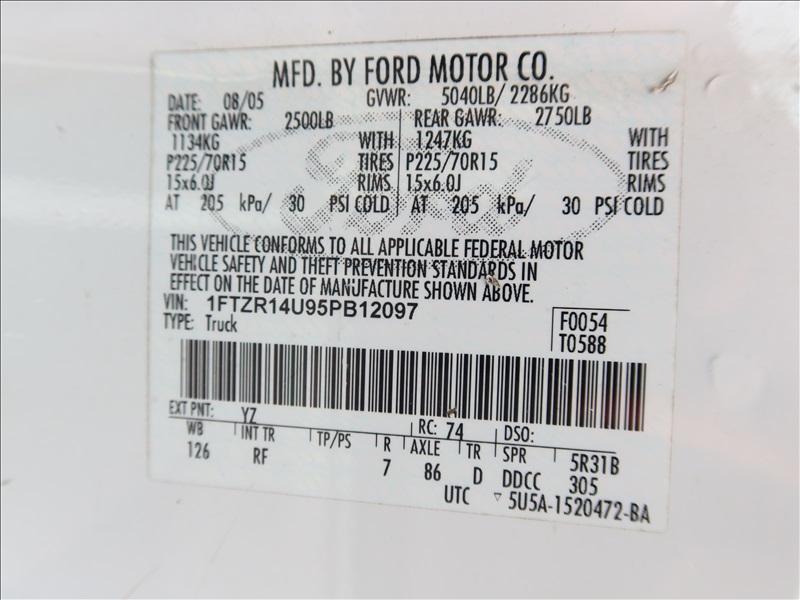 MFD. BY FORD MOTOR CO.
DATE: 08/05 GVWR: 5040LB/ 2286KG
FRONT GAWR: 2500LB REAR GAWR: 2750LB
1134KG WITH 1247KG WITH
P225/70R15 TIRES P225/70R15 TIRES
15x6.0J RIMS 15x6.0J RIMS
AT 205 kPa/ 30 PSI COLD AT 205 kPa/ 30 PSI COLD
Ford
THIS VEHICLE CONFORMS TO ALL APPLICABLE FEDERAL MOTOR
VEHICLE SAFETY AND THEFT PREVENTION STANDARDS IN
EFFECT ON THE DATE OF MANUFACTURE SHOWN ABOVE.
VIN: 1FTZR14U95PB12097
TYPE: Truck
F0054
T0588
EXT PNT: YZ RC: 74 DSO:
WB INT TR TP/PS R AXLE TR SPR 5R31B
126 RF 7 86 D DDCC 305
UTC ▽ 5U5A-1520472-BA